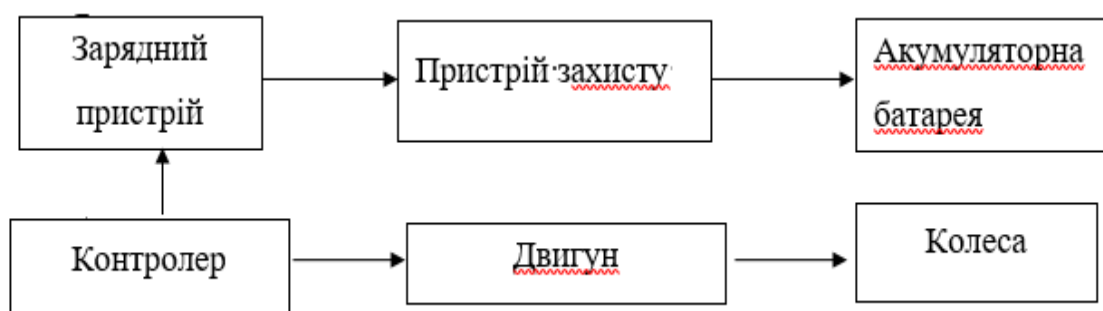 Зарядний
пристрій
Пристрій захисту
Акумуляторна
батарея
Контролер
Двигун
Колеса